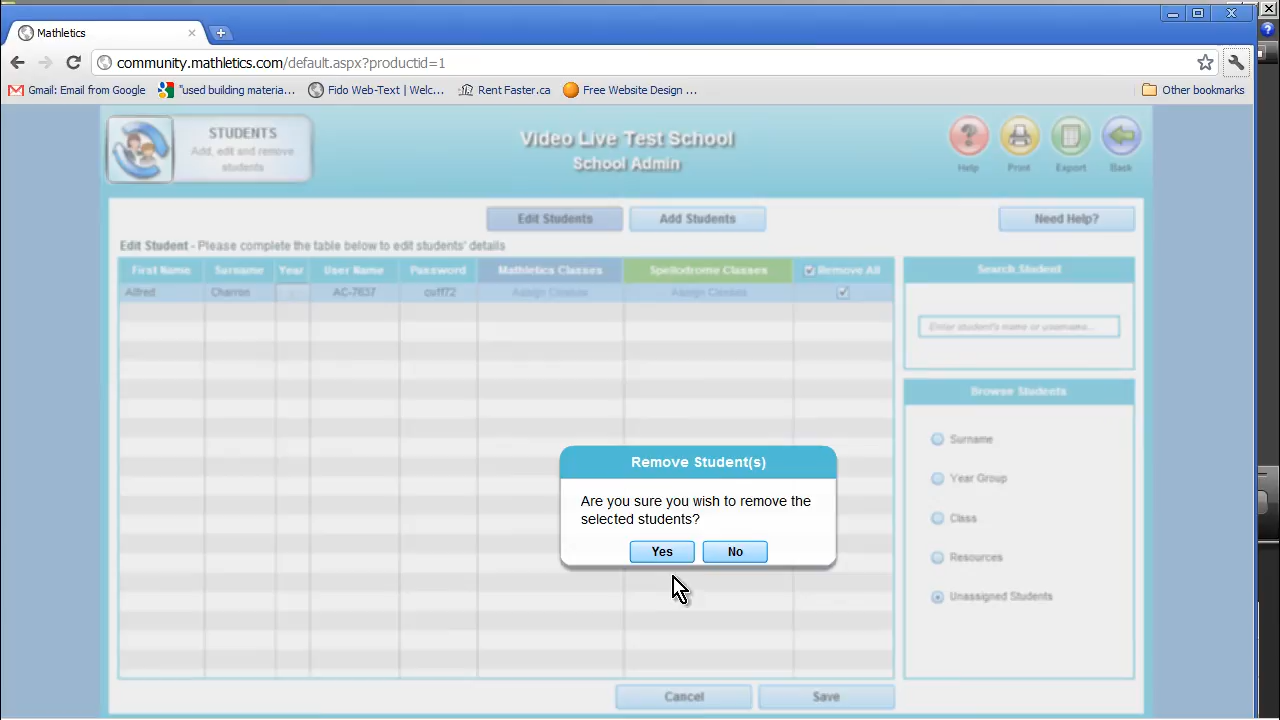 Mathletics
community.mathletics.com/default.aspx?productid=1
Gmail: Email from Google
"used building materia...
Fido Web-Text | Welc...
Rent Faster.ca
Free Website Design ...
Other bookmarks
STUDENTS
Add, edit and remove
students
Video Live Test School
School Admin
Help
Print
Export
Back
Edit Students
Add Students
Need Help?
Edit Student - Please complete the table below to edit students' details
First Name Surname Year User Name Password Mathletics Classes Spellodrome Classes Remove All
Alfred Charron AC-7637 cuff72 Assign Classes Assign Classes
Search Student
Enter student's name or username...
Browse Students
Surname
Year Group
Class
Resources
Unassigned Students
Remove Student(s)
Are you sure you wish to remove the
selected students?
Yes
No
Cancel
Save